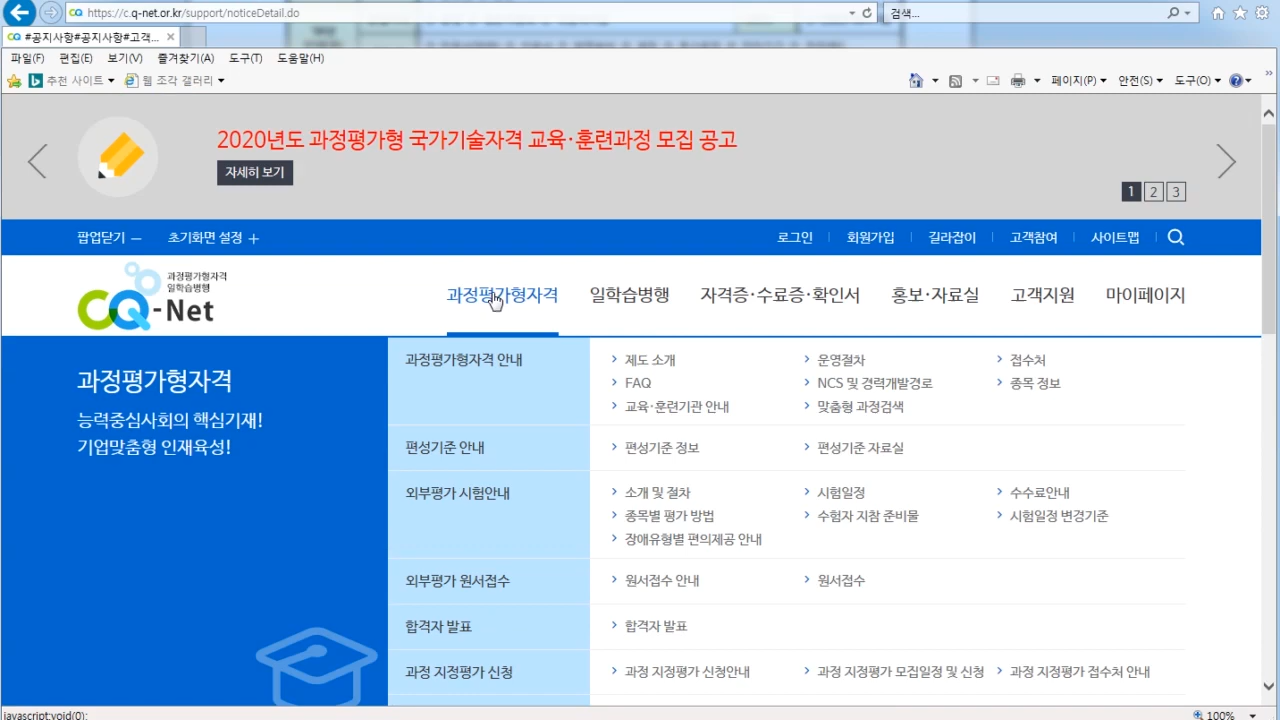 https://c.q-net.or.kr/support/noticeDetail.do
검색...
CQ #공지사항#공지사항#고객...
파일(F) 편집(E) 보기(V) 즐겨찾기(A) 도구(T) 도움말(H)
추천 사이트 웹 조각 갤러리
페이지(P) 안전(S) 도구(O)
2020년도 과정평가형 국가기술자격 교육·훈련과정 모집 공고
자세히 보기
1 2 3
팝업닫기 초기화면 설정
로그인 회원가입 길라잡이 고객참여 사이트맵
과정평가형자격
일학습병행
CQ-Net
과정평가형자격 일학습병행 자격증·수료증·확인서 홍보·자료실 고객지원 마이페이지
과정평가형자격
능력중심사회의 핵심기재!
기업맞춤형 인재육성!
과정평가형자격 안내
제도 소개 운영절차 접수처
FAQ NCS 및 경력개발경로 종목 정보
교육·훈련기관 안내 맞춤형 과정검색
편성기준 안내
편성기준 정보 편성기준 자료실
외부평가 시험안내
소개 및 절차 시험일정 수수료안내
종목별 평가 방법 수험자 지참 준비물 시험일정 변경기준
장애유형별 편의제공 안내
외부평가 원서접수
원서접수 안내 원서접수
합격자 발표
합격자 발표
과정 지정평가 신청
과정 지정평가 신청안내 과정 지정평가 모집일정 및 신청 과정 지정평가 접수처 안내
javascript:void(0);
100%